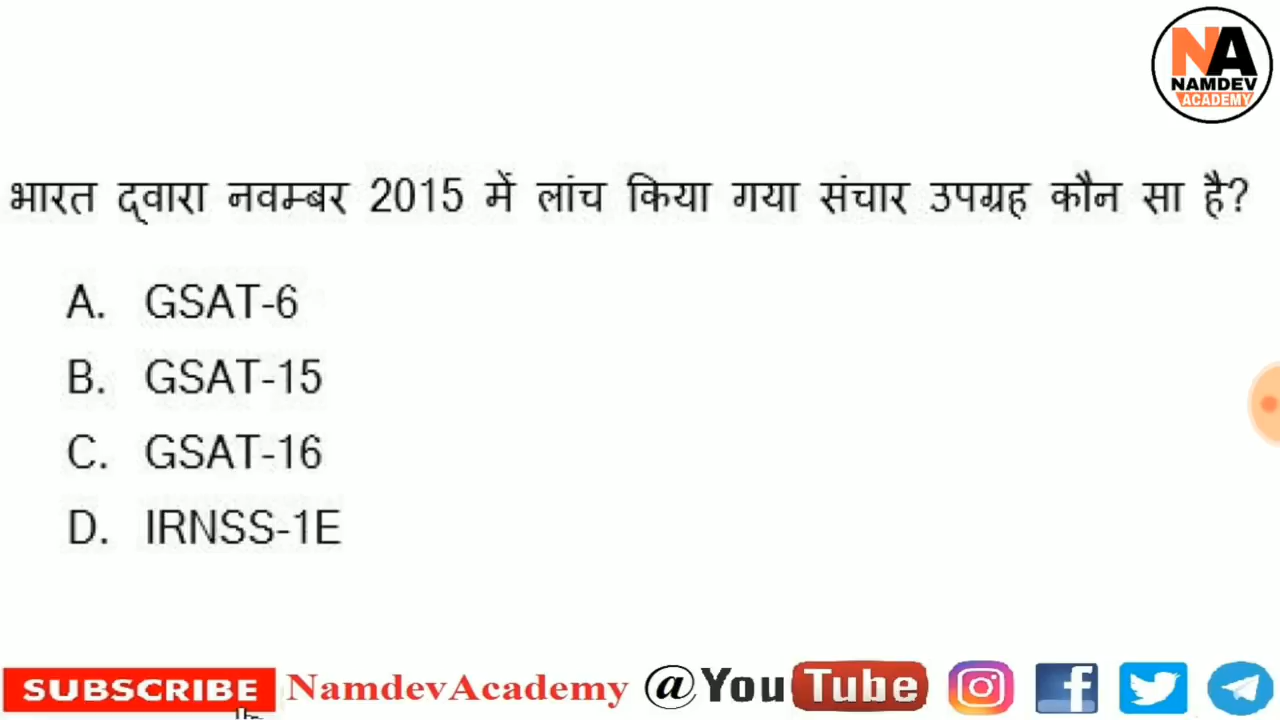 NA
NAMDEV
ACADEMY
भारत द्वारा नवम्बर 2015 में लांच किया गया संचार उपग्रह कौन सा है?
A. GSAT-6
B. GSAT-15
C. GSAT-16
D. IRNSS-1E
SUBSCRIBE NamdevAcademy @YouTube